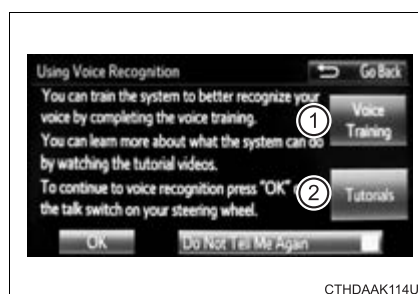 Using Voice Recognition
Go Back
You can train the system to better recognize your
voice by completing the voice training.
You can learn more about what the system can do
by watching the tutorial videos.
To continue to voice recognition press "OK"
the talk switch on your steering wheel.
1
Voice
Training
2
Tutorials
OK
Do Not Tell Me Again
CTHDAAK114U